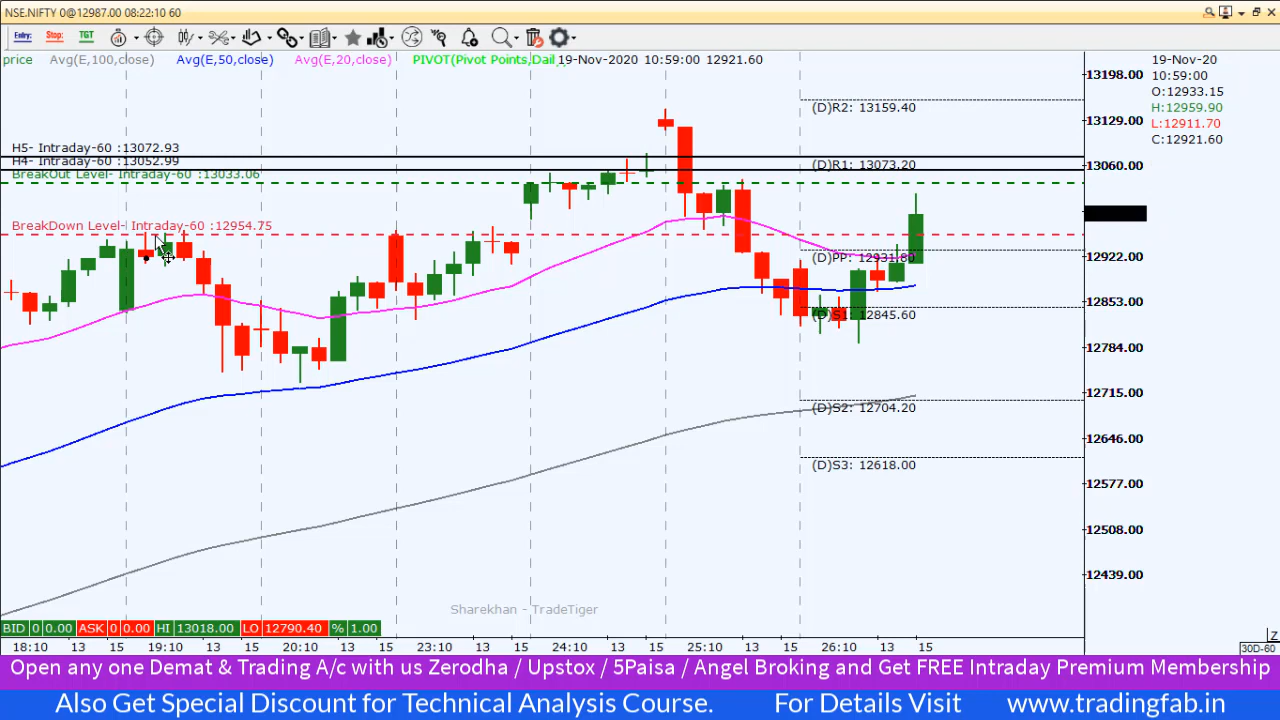 NSE.NIFTY 0@12987.00 08:22:10 60
Entry: Stop: TGT
price Avg(E,100,close) Avg(E,50,close) Avg(E,20,close) PIVOT(Pivot Points,Dail 19-Nov-2020 10:59:00 12921.60
19-Nov-20
10:59:00
O:12933.15
H:12959.90
L:12911.70
C:12921.60
13198.00
13129.00
13060.00
12922.00
12853.00
12784.00
12715.00
12646.00
12577.00
12508.00
12439.00
(D)R2: 13159.40
H5- Intraday-60 :13072.93
H4- Intraday-60 :13052.99
(D)R1: 13073.20
BreakOut Level- Intraday-60 :13033.06
BreakDown Level- Intraday-60 :12954.75
(D)PP: 12931.80
(D)S1: 12845.60
(D)S2: 12704.20
(D)S3: 12618.00
Sharekhan - TradeTiger
BID 0 0.00 ASK 0 0.00 HI 13018.00 LO 12790.40 % 1.00
18:10 13 15 19:10 13 15 20:10 13 15 23:10 13 15 24:10 13 15 25:10 13 15 26:10 13 15
Z
30D-60
Open any one Demat & Trading A/c with us Zerodha / Upstox / 5Paisa / Angel Broking and Get FREE Intraday Premium Membership
Also Get Special Discount for Technical Analysis Course. For Details Visit www.tradingfab.in